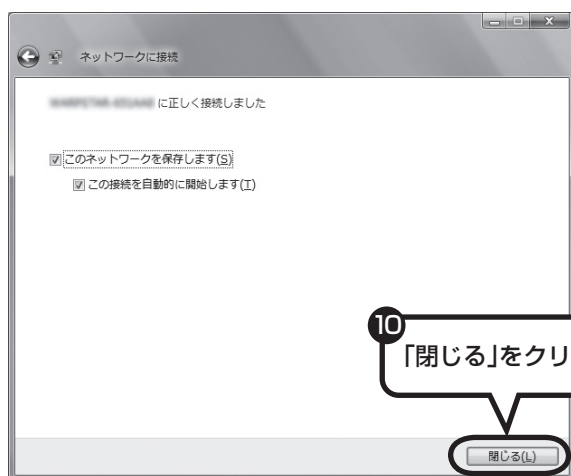 ネットワークに接続
に正しく接続しました
このネットワークを保存します(S)
この接続を自動的に開始します(T)
10
「閉じる」をクリ
閉じる(L)